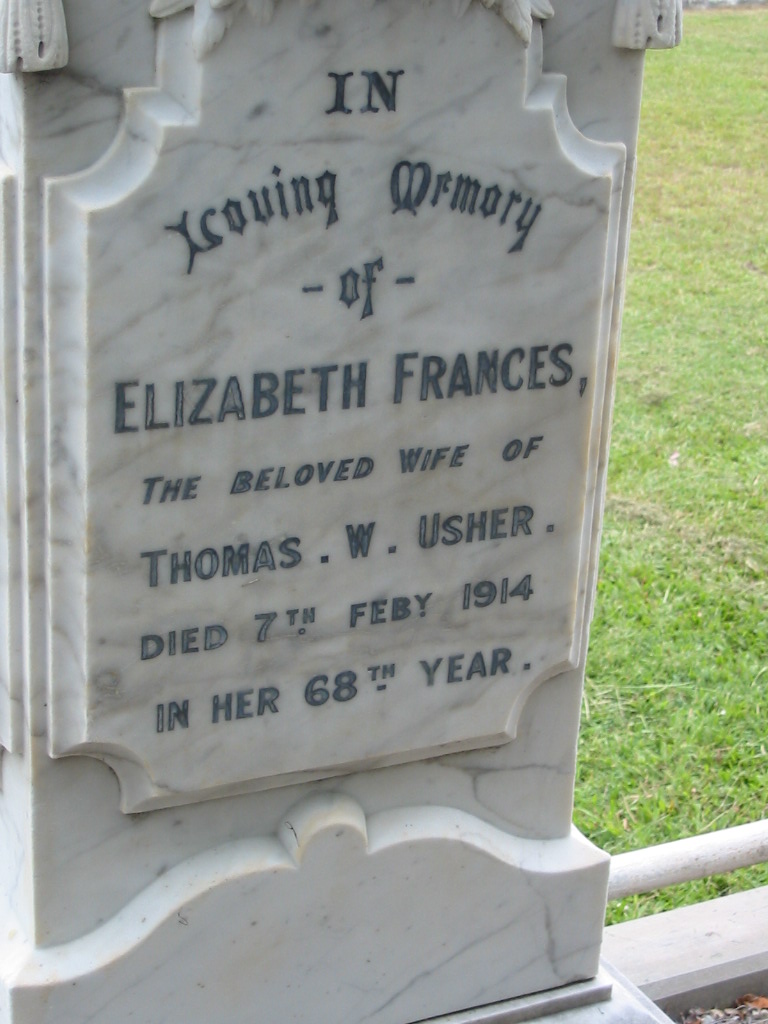 IN
Loving Memory
- of -
ELIZABETH FRANCES,
THE BELOVED WIFE OF
THOMAS . W . USHER .
DIED 7TH FEBY 1914
IN HER 68TH YEAR .